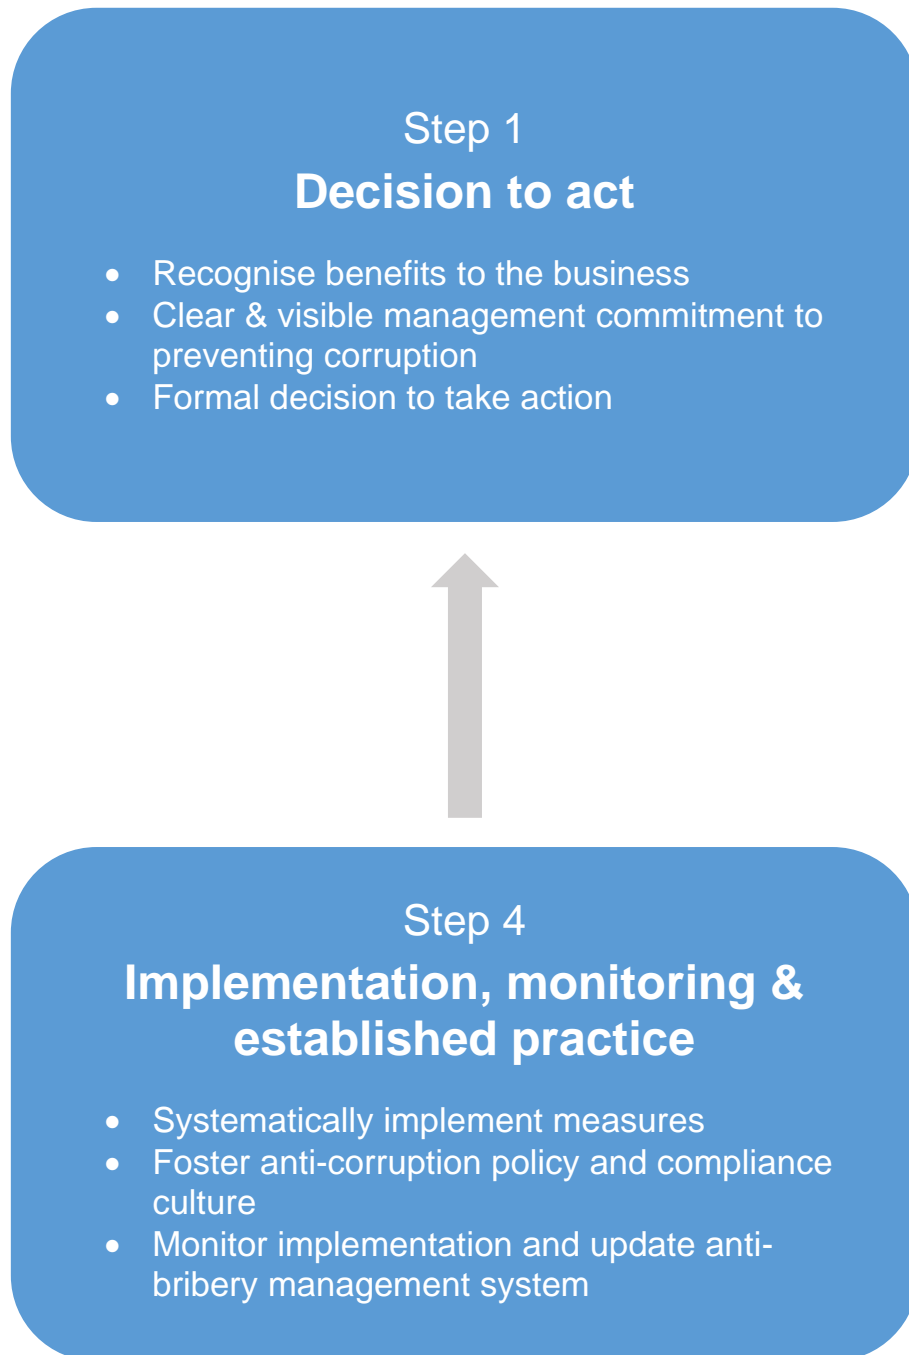 Step 1
Decision to act
• Recognise benefits to the business
• Clear & visible management commitment to
preventing corruption
• Formal decision to take action
Step 4
Implementation, monitoring &
established practice
• Systematically implement measures
• Foster anti-corruption policy and compliance
culture
• Monitor implementation and update anti-
bribery management system